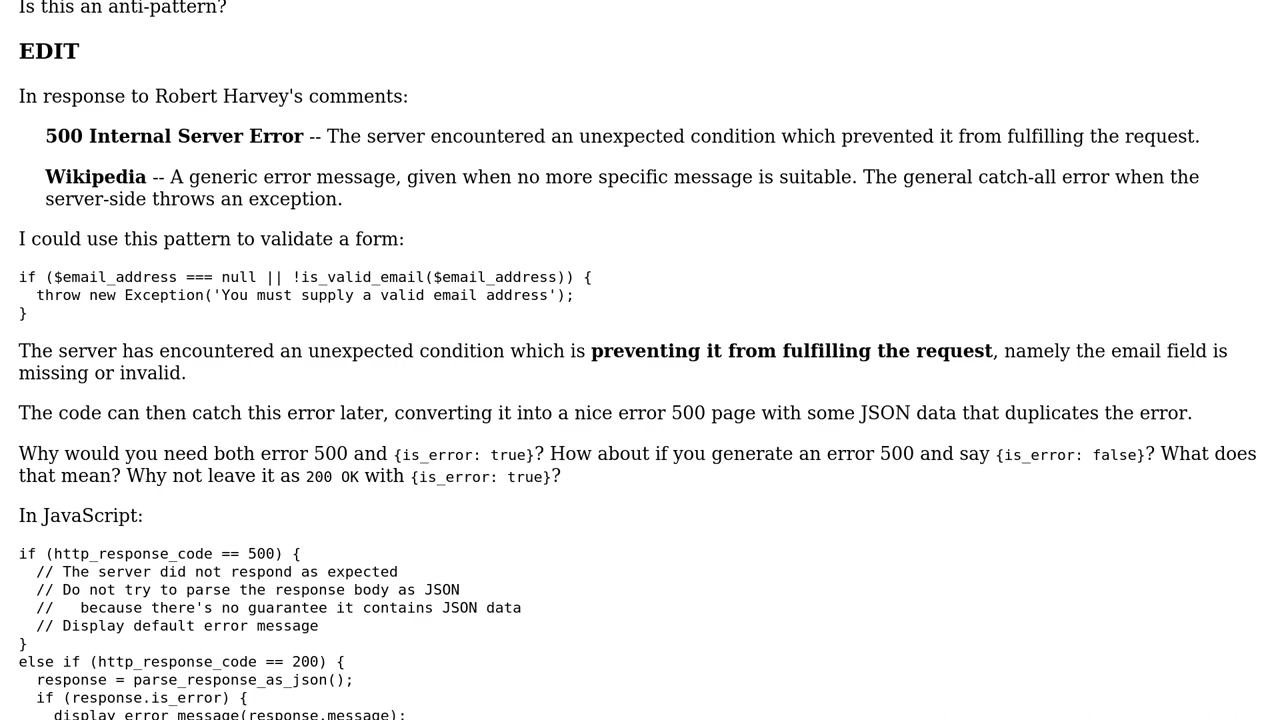 Is this an anti-pattern?
EDIT
In response to Robert Harvey's comments:
500 Internal Server Error -- The server encountered an unexpected condition which prevented it from fulfilling the request.
Wikipedia -- A generic error message, given when no more specific message is suitable. The general catch-all error when the
server-side throws an exception.
I could use this pattern to validate a form:
if ($email_address === null || !is_valid_email($email_address)) {
  throw new Exception('You must supply a valid email address');
}
The server has encountered an unexpected condition which is preventing it from fulfilling the request, namely the email field is
missing or invalid.
The code can then catch this error later, converting it into a nice error 500 page with some JSON data that duplicates the error.
Why would you need both error 500 and {is_error: true}? How about if you generate an error 500 and say {is_error: false}? What does
that mean? Why not leave it as 200 OK with {is_error: true}?
In JavaScript:
if (http_response_code == 500) {
  // The server did not respond as expected
  // Do not try to parse the response body as JSON
  //   because there's no guarantee it contains JSON data
  // Display default error message
}
else if (http_response_code == 200) {
  response = parse_response_as_json();
  if (response.is_error) {
    display_error_message(response.message);